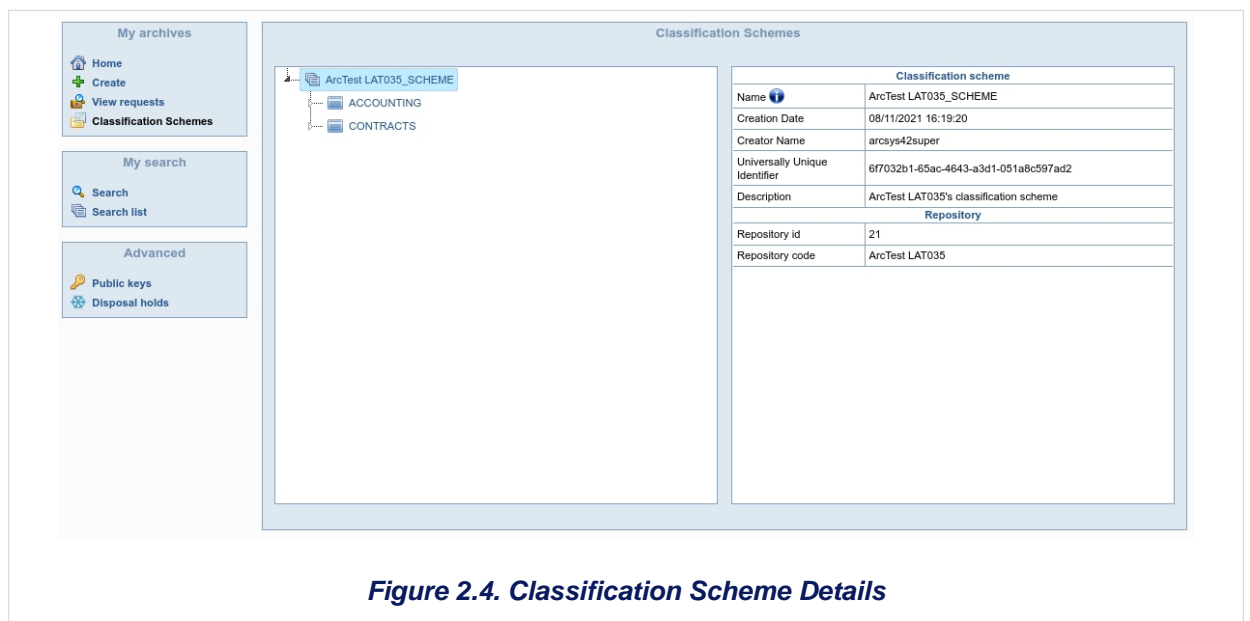 My archives
Home
Create
View requests
Classification Schemes
My search
Search
Search list
Advanced
Public keys
Disposal holds
Classification Schemes
ArcTest LAT035_SCHEME
ACCOUNTING
CONTRACTS
Classification scheme
Name ArcTest LAT035_SCHEME
Creation Date 08/11/2021 16:19:20
Creator Name arcsys42super
Universally Unique
Identifier 6f7032b1-65ac-4643-a3d1-051a8c597ad2
Description ArcTest LAT035's classification scheme
Repository
Repository id 21
Repository code ArcTest LAT035
Figure 2.4. Classification Scheme Details